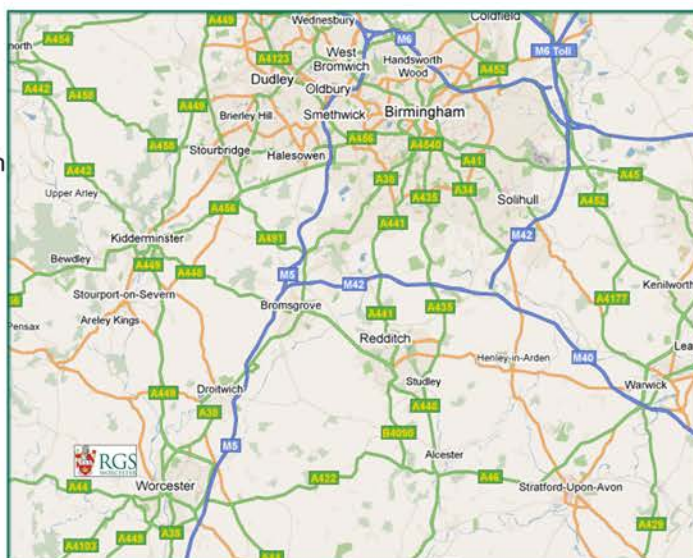 A449
Wednesbury
Coldfield
north
A454
A4123
West
Bromwich
M6
M6 Toll
Handsworth
Wood
A452
Dudley
Oldbury
A442
A458
A449
Brierley Hill
Smethwick
Birmingham
A458
Stourbridge
Halesowen
A456
A4540
A41
A442
Upper Arley
A38
A435
A34
A45
Solihull
A452
A456
A441
Kidderminster
A491
M42
Bewdley
A449
A448
M5
M42
Kenilworth
Stourport-on-Severn
Bromsgrove
A441
A435
A4177
Pensax
Areley Kings
Redditch
Henley-in-Arden
M40
Lea
Droitwich
Studley
Warwick
A449
A38
A448
M5
B4090
RGS
WORCESTER
Alcester
A44
Worcester
A422
A46
Stratford-Upon-Avon
A4103
A449
A38
A44
A429